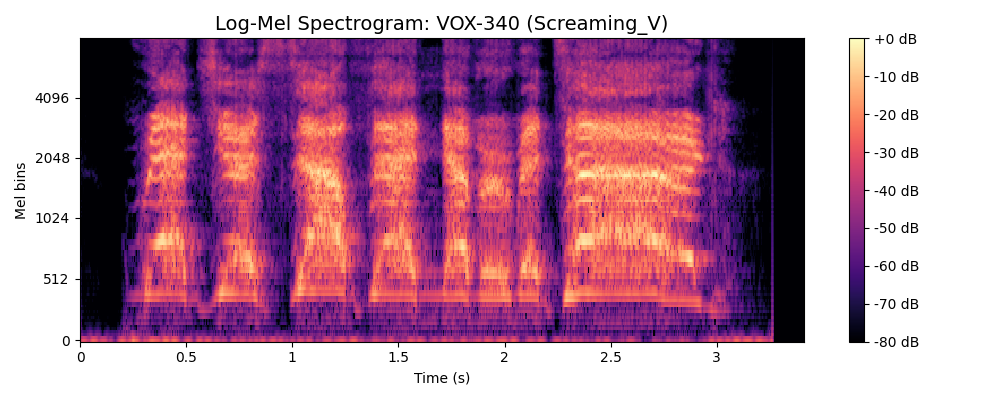 Log-Mel Spectrogram: VOX-340 (Screaming_V)
Mel bins
4096
2048
1024
512
0
0
0.5
1
1.5
2
2.5
3
Time (s)
+0 dB
-10 dB
-20 dB
-30 dB
-40 dB
-50 dB
-60 dB
-70 dB
-80 dB